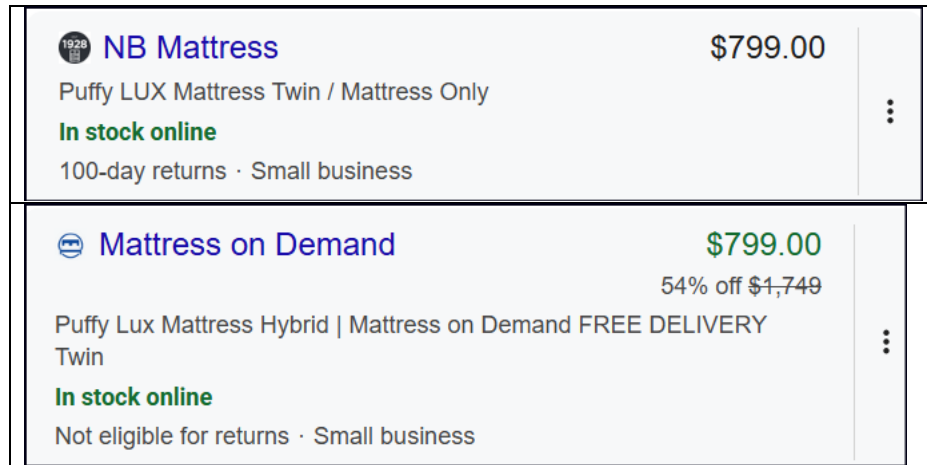 1928
NB Mattress
$799.00
Puffy LUX Mattress Twin / Mattress Only
In stock online
100-day returns · Small business
Mattress on Demand
$799.00
54% off $1,749
Puffy Lux Mattress Hybrid | Mattress on Demand FREE DELIVERY
Twin
In stock online
Not eligible for returns · Small business